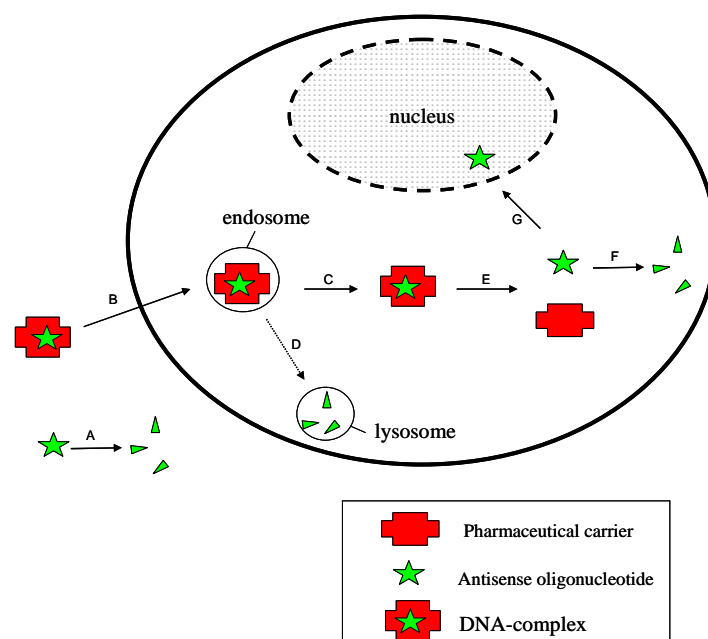 nucleus
endosome
G
F
B
C
E
D
A
lysosome
Pharmaceutical carrier
Antisense oligonucleotide
DNA-complex